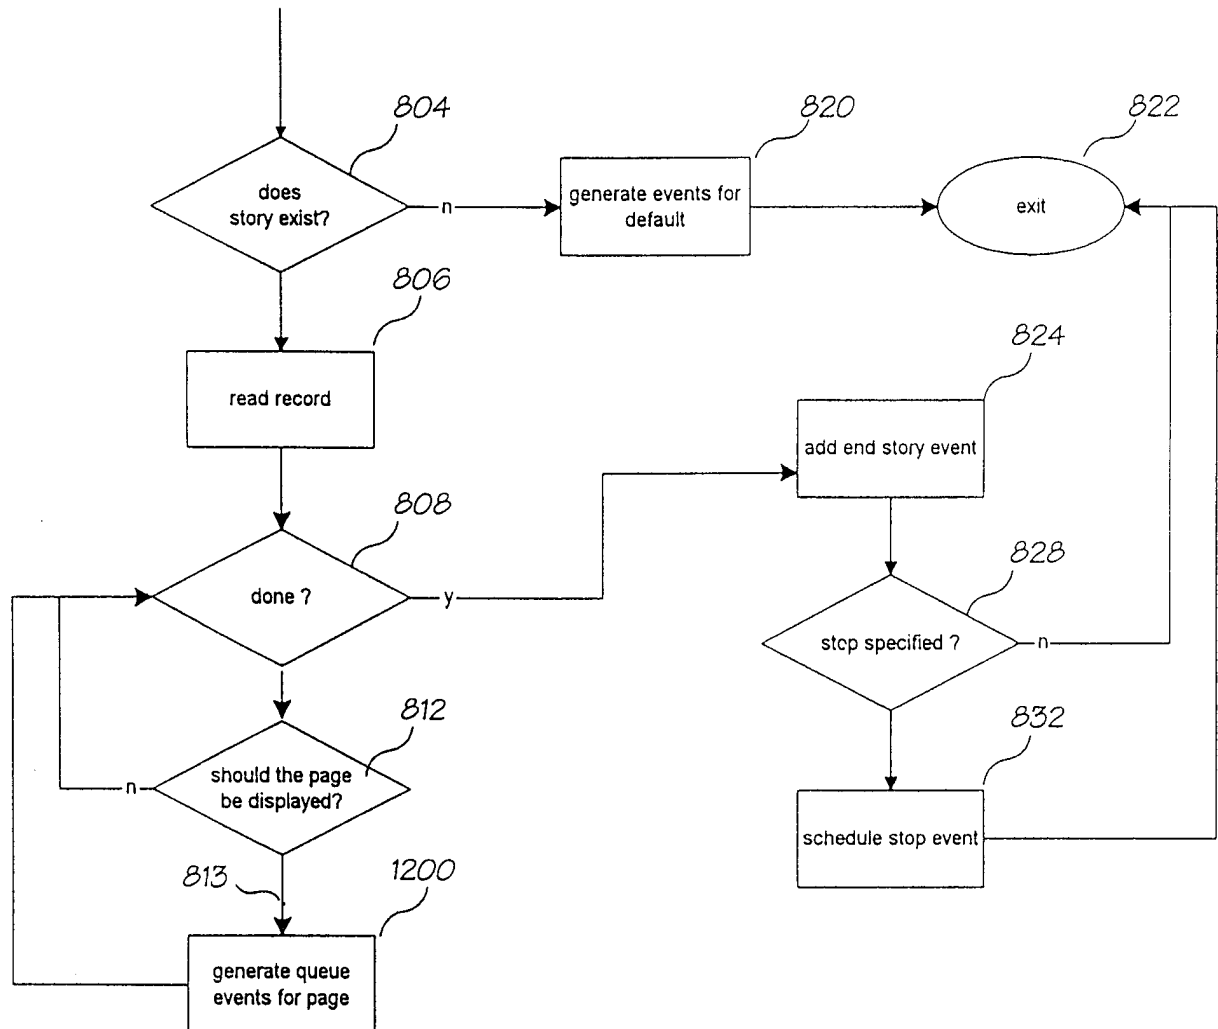 804
820
822
does
story exist?
n
generate events for
default
exit
806
read record
824
add end story event
808
done ?
y
828
stop specified ?
n
812
should the page
be displayed?
n
832
schedule stop event
813
1200
generate queue
events for page